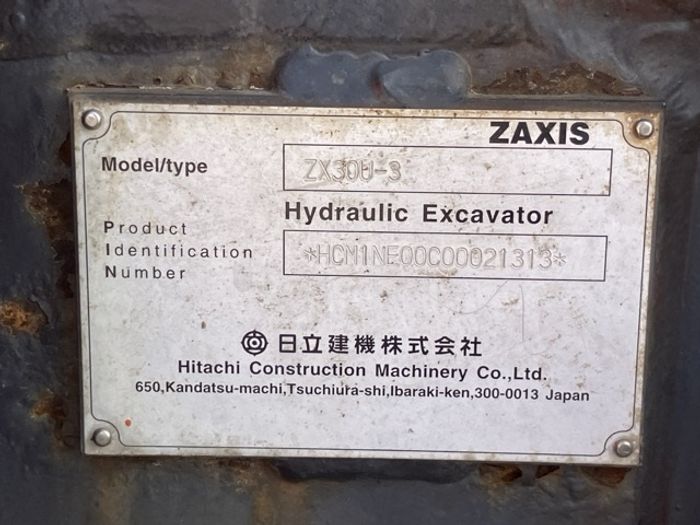 ZAXIS
Model/type ZX30U-3
Hydraulic Excavator
Product
Identification *HCM1NE00C00021313*
Number
日立建機株式会社
Hitachi Construction Machinery Co.,Ltd.
650,Kandatsu-machi,Tsuchiura-shi,Ibaraki-ken,300-0013 Japan